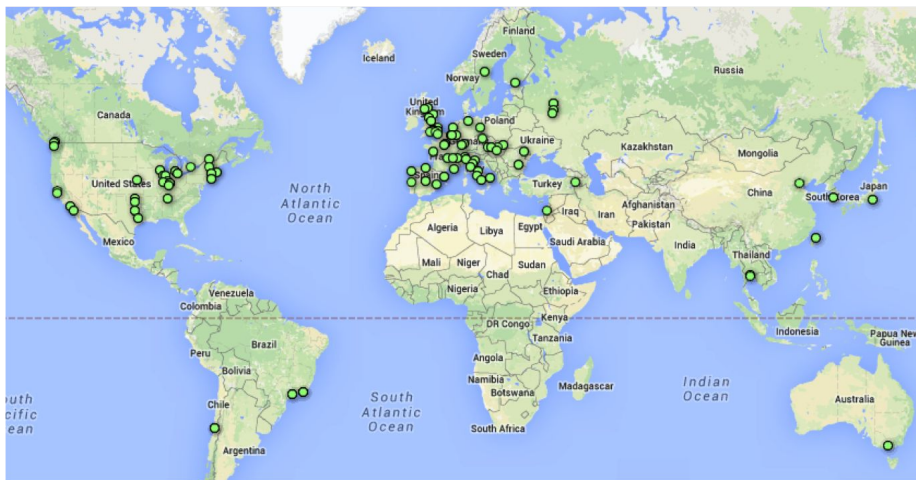 Finland
Sweden
Iceland
Norway
Russia
United
Kingdom
Canada
Poland
Ukraine
Kazakhstan
Mongolia
United States
North
Atlantic
Ocean
Spain
Turkey
China
South Korea
Japan
Afghanistan
Iraq
Iran
Pakistan
Mexico
Algeria
Libya
Egypt
Saudi Arabia
India
Thailand
Mali
Niger
Chad
Sudan
Nigeria
Ethiopia
Venezuela
Colombia
Kenya
DR Congo
Indonesia
Papua New
Guinea
Tanzania
Brazil
Peru
Bolivia
Angola
Namibia
Botswana
Madagascar
Indian
Ocean
South
Atlantic
Ocean
Chile
Australia
South Africa
Argentina
outh
cific
ean